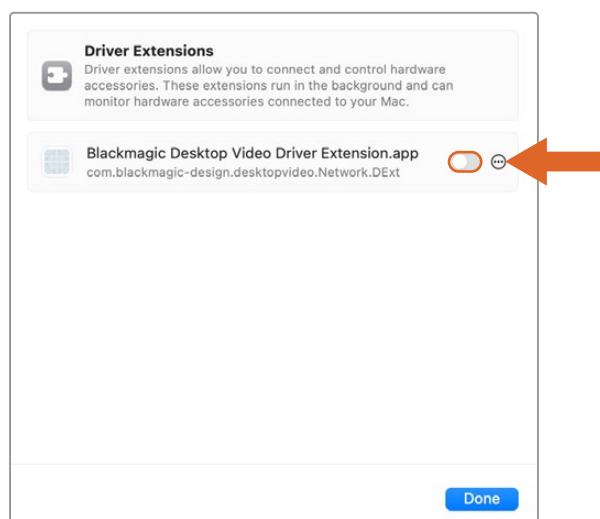 Driver Extensions
Driver extensions allow you to connect and control hardware
accessories. These extensions run in the background and can
monitor hardware accessories connected to your Mac.
Blackmagic Desktop Video Driver Extension.app
com.blackmagic-design.desktopvideo.Network.DExt
Done